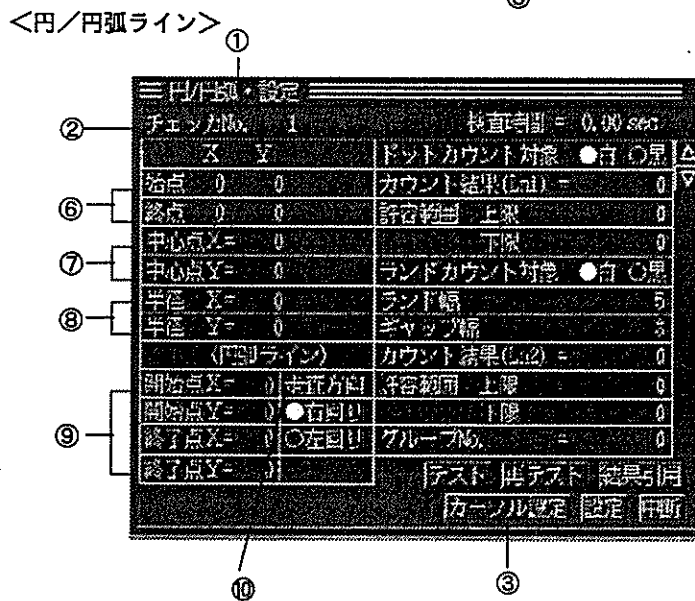 ⑧
＜円／円弧ライン＞
①
円/円弧・設定
② チェッカNo. 1 検査時間 = 0.00 sec
X Y ドットカウント対象 ●白 ○黒
始点 0 0 カウント結果(Ln1) = 0
⑥ 終点 0 0 許容範囲 上限 0
中心点X= 0 下限 0
⑦ 中心点Y= 0 ランドカウント対象 ●白 ○黒
半径 X= 0 ランド幅 5
⑧ 半径 Y= 0 ギャップ幅 3
(円弧ライン) カウント結果(Ln2) = 0
開始点X= 0 走査方向 許容範囲 上限 0
開始点Y= 0 ●右回り 下限 0
⑨ 終了点X= 0 ○左回り グループNo. = 0
終了点Y= 0 テスト 再テスト 結果引用
カーソル設定 設定 中断
⑩ ③